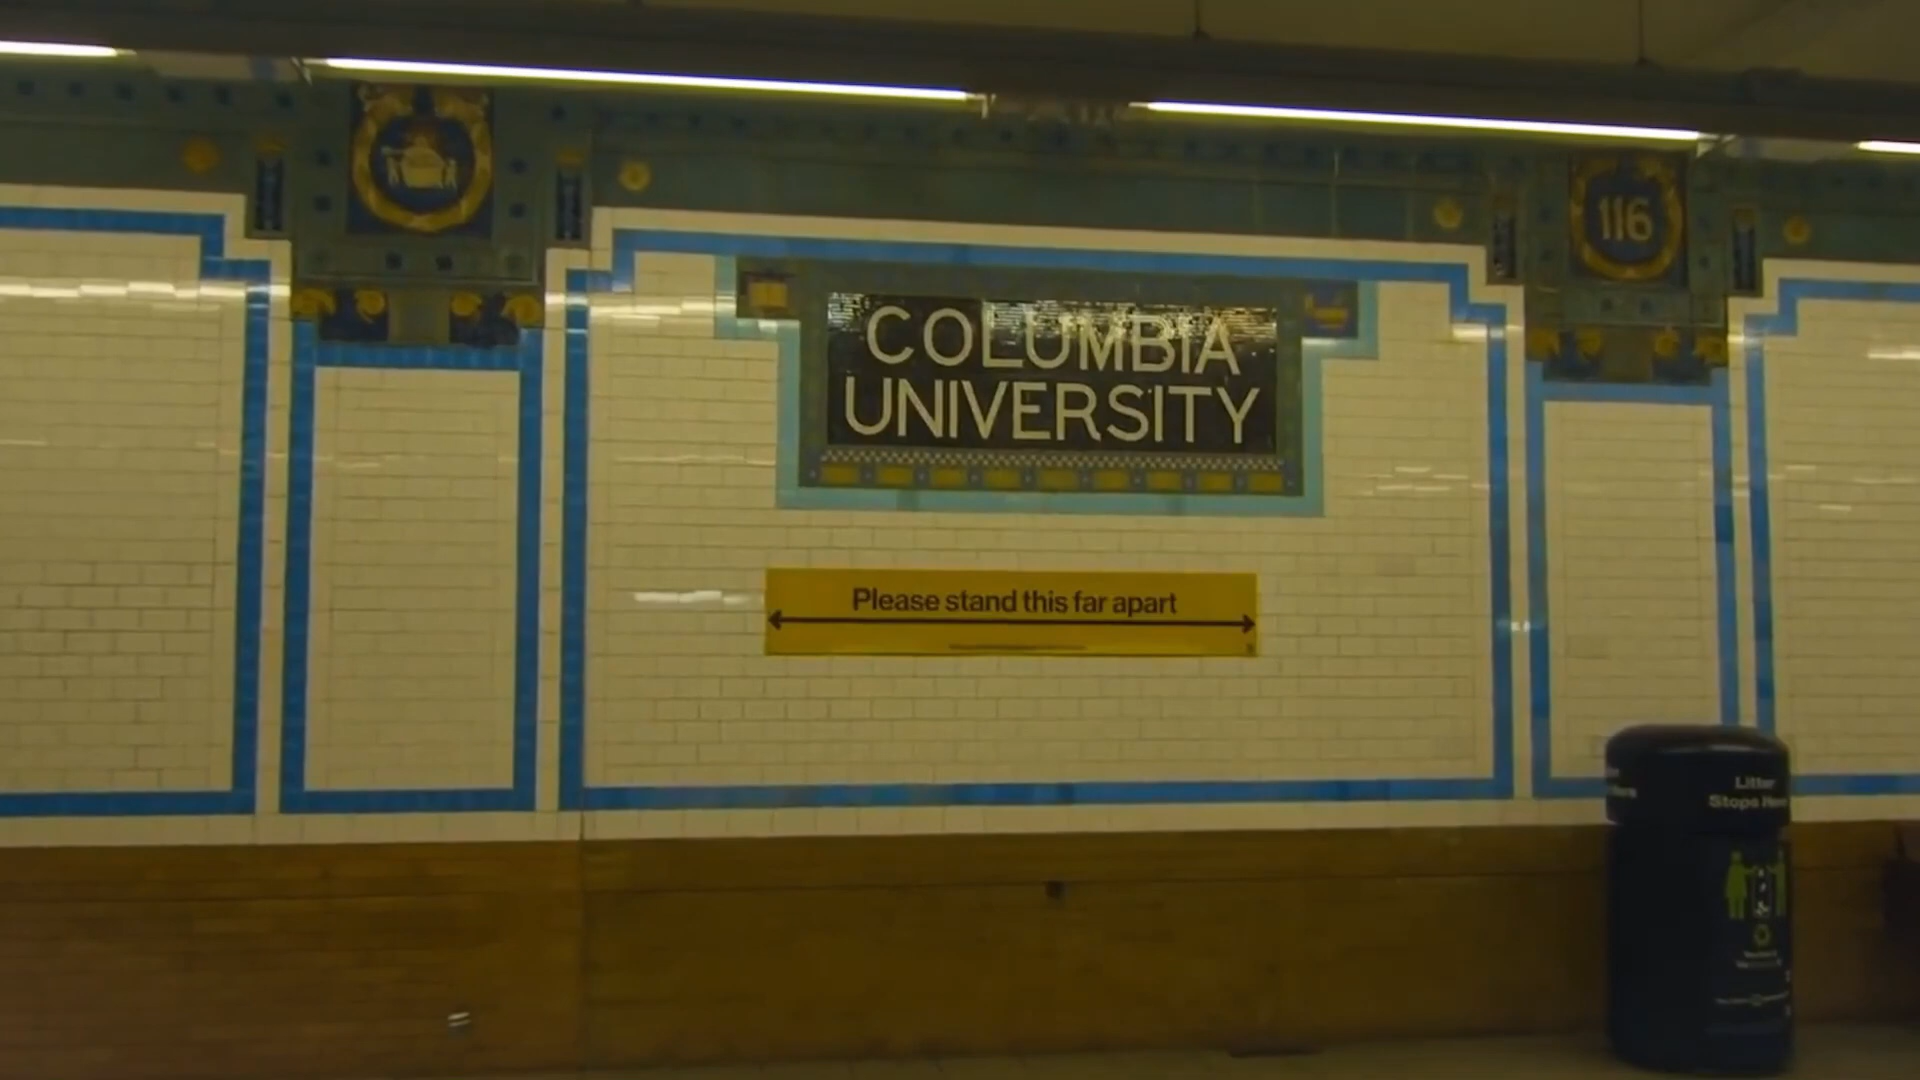 116
COLUMBIA
UNIVERSITY
Please stand this far apart
Litter
Stops Here